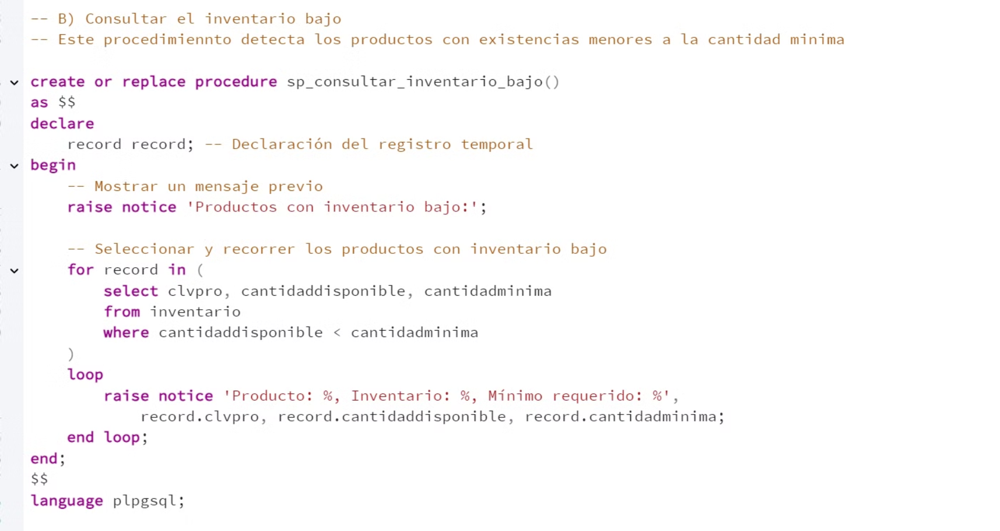 -- B) Consultar el inventario bajo
-- Este procedimiennto detecta los productos con existencias menores a la cantidad minima
create or replace procedure sp_consultar_inventario_bajo()
as $$
declare
record record; -- Declaración del registro temporal
begin
-- Mostrar un mensaje previo
raise notice 'Productos con inventario bajo:';
-- Seleccionar y recorrer los productos con inventario bajo
for record in (
select clvpro, cantidaddisponible, cantidadminima
from inventario
where cantidaddisponible < cantidadminima
)
loop
raise notice 'Producto: %, Inventario: %, Mínimo requerido: %',
record.clvpro, record.cantidaddisponible, record.cantidadminima;
end loop;
end;
$$
language plpgsql;